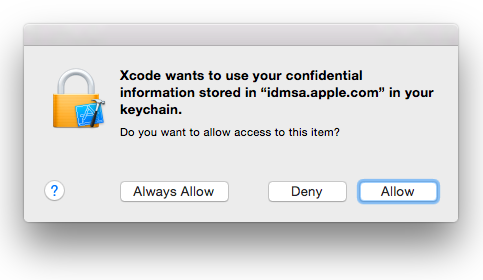 Xcode wants to use your confidential
information stored in “idmsa.apple.com” in your
keychain.
Do you want to allow access to this item?
?
Always Allow
Deny
Allow